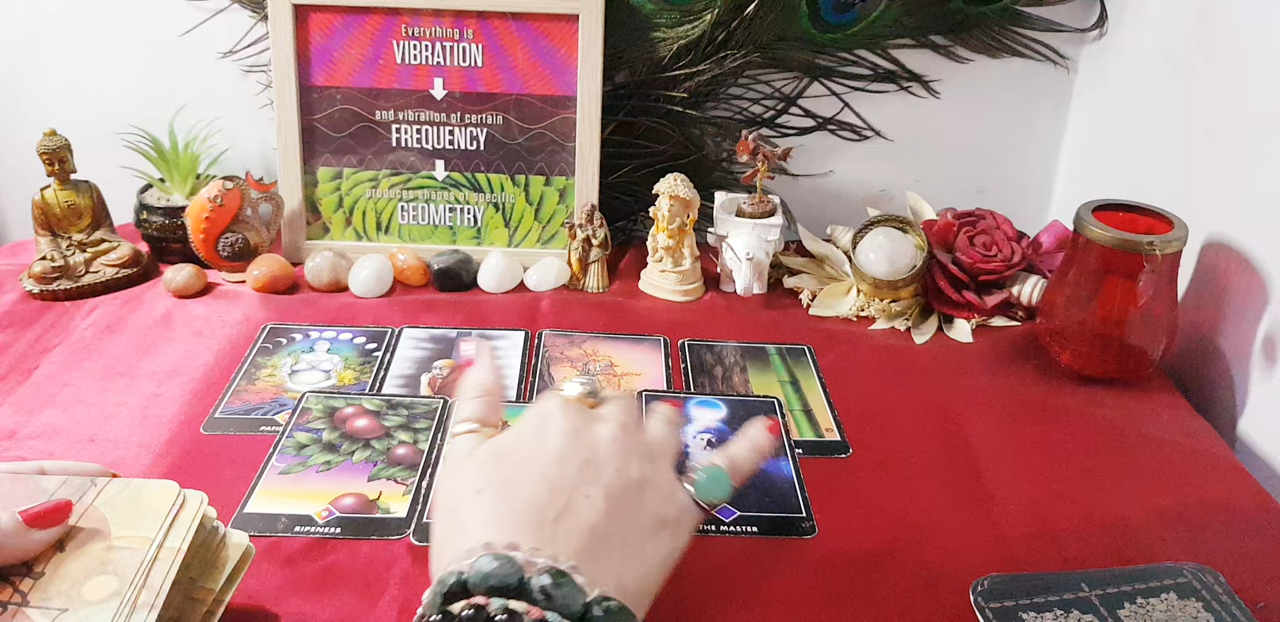 Everything is
VIBRATION
and vibration of certain
FREQUENCY
produces shapes of specific
GEOMETRY
RIPENESS
THE MASTER